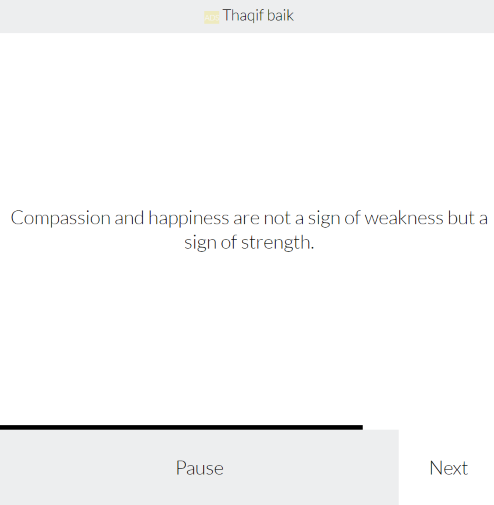 Thaqif baik
Compassion and happiness are not a sign of weakness but a
sign of strength.
Pause
Next